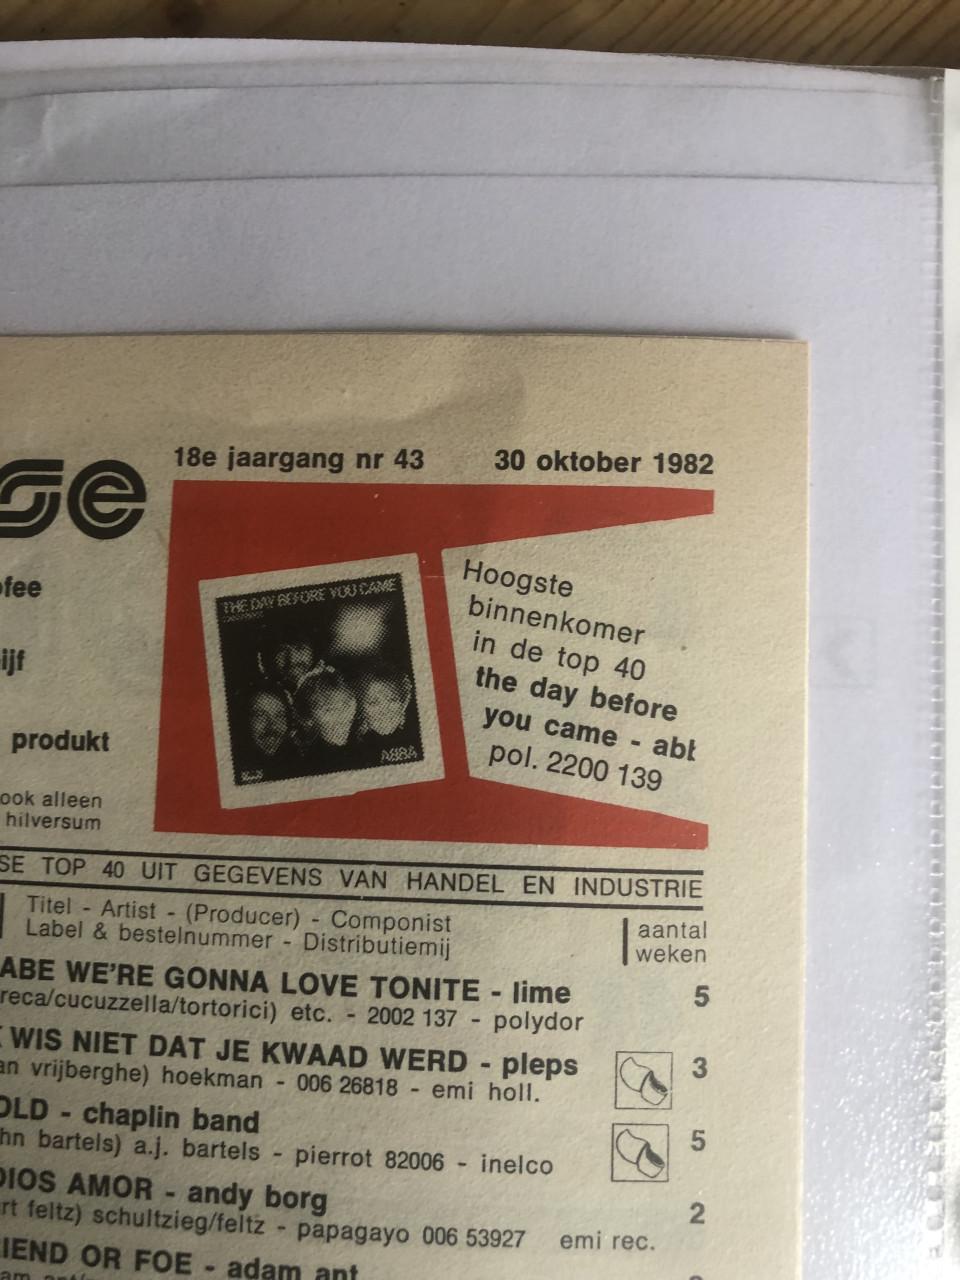 18e jaargang nr 43 30 oktober 1982
se
ofee
ijf
produkt
ook alleen
hilversum
THE DAY BEFORE YOU CAME
ABBA
Hoogste
binnenkomer
in de top 40
the day before
you came - abb
pol. 2200 139
SE TOP 40 UIT GEGEVENS VAN HANDEL EN INDUSTRIE
Titel - Artist - (Producer) - Componist
Label & bestelnummer - Distributiemij
aantal
weken
ABE WE'RE GONNA LOVE TONITE - lime 5
reca/cucuzzella/tortorici) etc. - 2002 137 - polydor
K WIS NIET DAT JE KWAAD WERD - pleps 3
an vrijberghe) hoekman - 006 26818 - emi holl.
OLD - chaplin band 5
hn bartels) a.j. bartels - pierrot 82006 - inelco
DIOS AMOR - andy borg 2
rt feltz) schultzieg/feltz - papagayo 006 53927 emi rec.
IEND OR FOE - adam ant